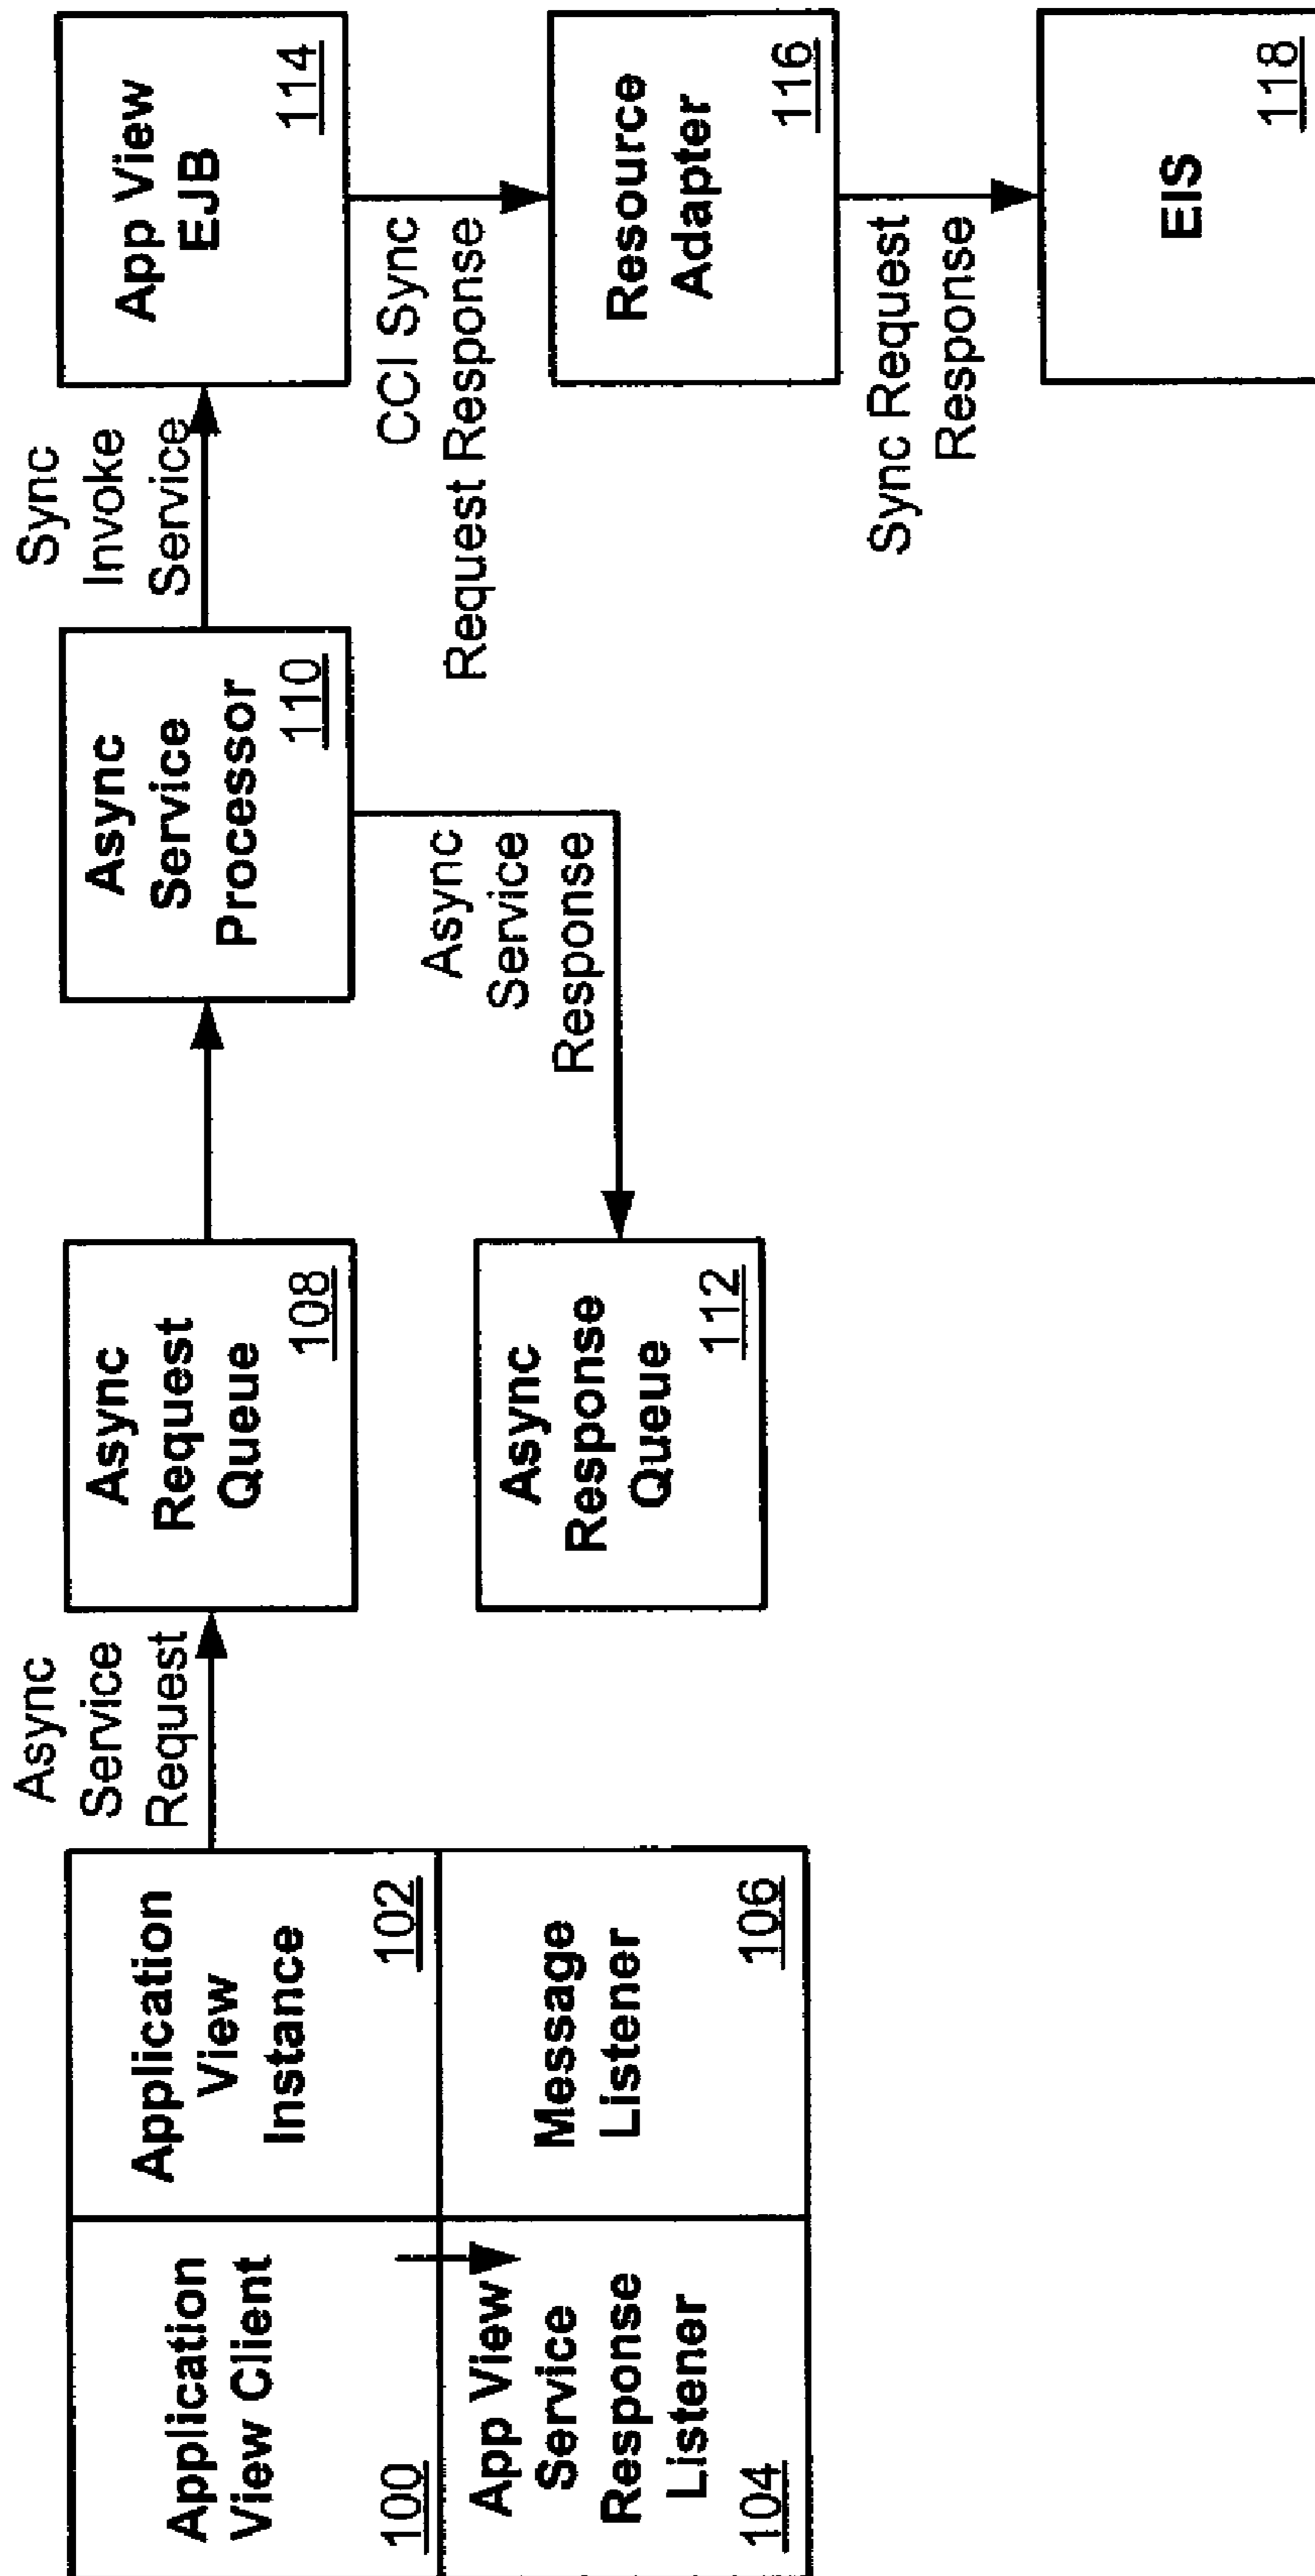 Application
View Client
100
Application
View
Instance
102
App View
Service
Response
Listener
104
Message
Listener
106
Async
Service
Request
Async
Request
Queue
108
Async
Service
Processor
110
Sync
Invoke
Service
App View
EJB
114
Async
Service
Response
Async
Response
Queue
112
CCI Sync
Request Response
Resource
Adapter
116
Sync Request
Response
EIS
118